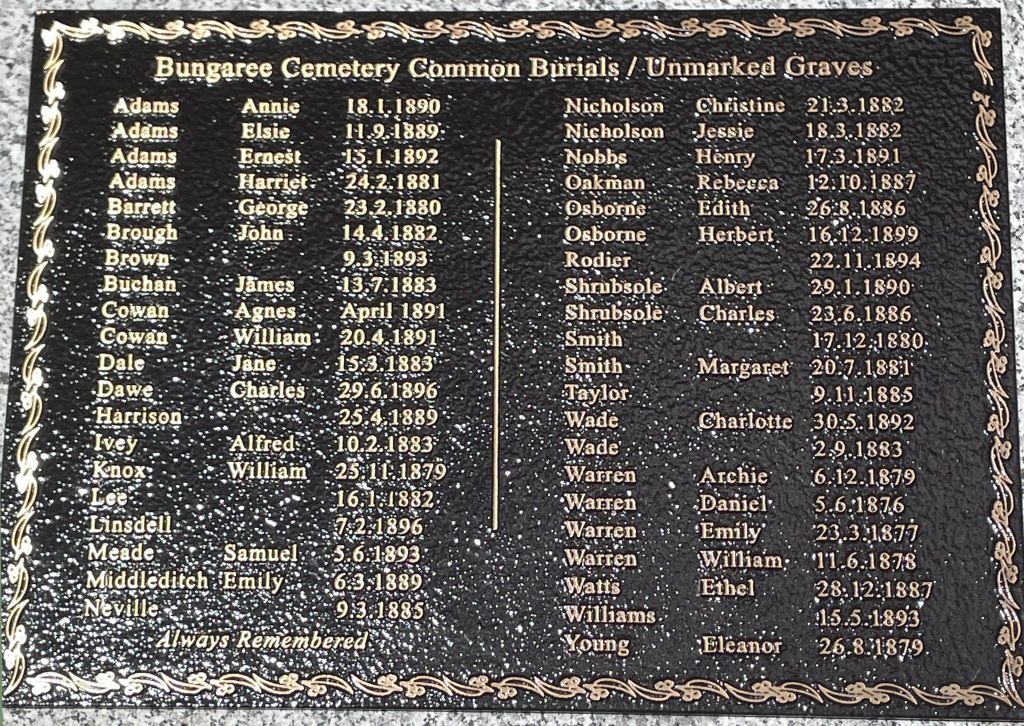 Bungaree Cemetery Common Burials / Unmarked Graves
Adams Annie 18.1.1890
Adams Elsie 11.9.1889
Adams Ernest 15.1.1892
Adams Harriet 24.2.1881
Barrett George 23.2.1880
Brough John 14.4.1882
Brown 9.3.1893
Buchan James 13.7.1883
Cowan Agnes April 1891
Cowan William 20.4.1891
Dale Jane 15.3.1883
Dawe Charles 29.6.1896
Harrison 25.4.1889
Ivey Alfred 10.2.1883
Knox William 25.11.1879
Lee 16.1.1882
Linsdell 7.2.1896
Meade Samuel 5.6.1893
Middleditch Emily 6.3.1889
Neville 9.3.1885
Always Remembered
Nicholson Christine 21.3.1882
Nicholson Jessie 18.3.1882
Nobbs Henry 17.3.1891
Oakman Rebecca 12.10.1887
Osborne Edith 26.8.1886
Osborne Herbert 16.12.1899
Rodier 22.11.1894
Shrubsole Albert 29.1.1890
Shrubsole Charles 23.6.1886
Smith 17.12.1880
Smith Margaret 20.7.1881
Taylor 9.11.1885
Wade Charlotte 30.5.1892
Wade 2.9.1883
Warren Archie 6.12.1879
Warren Daniel 5.6.1876
Warren Emily 23.3.1877
Warren William 11.6.1878
Watts Ethel 28.12.1887
Williams 15.5.1893
Young Eleanor 26.8.1879